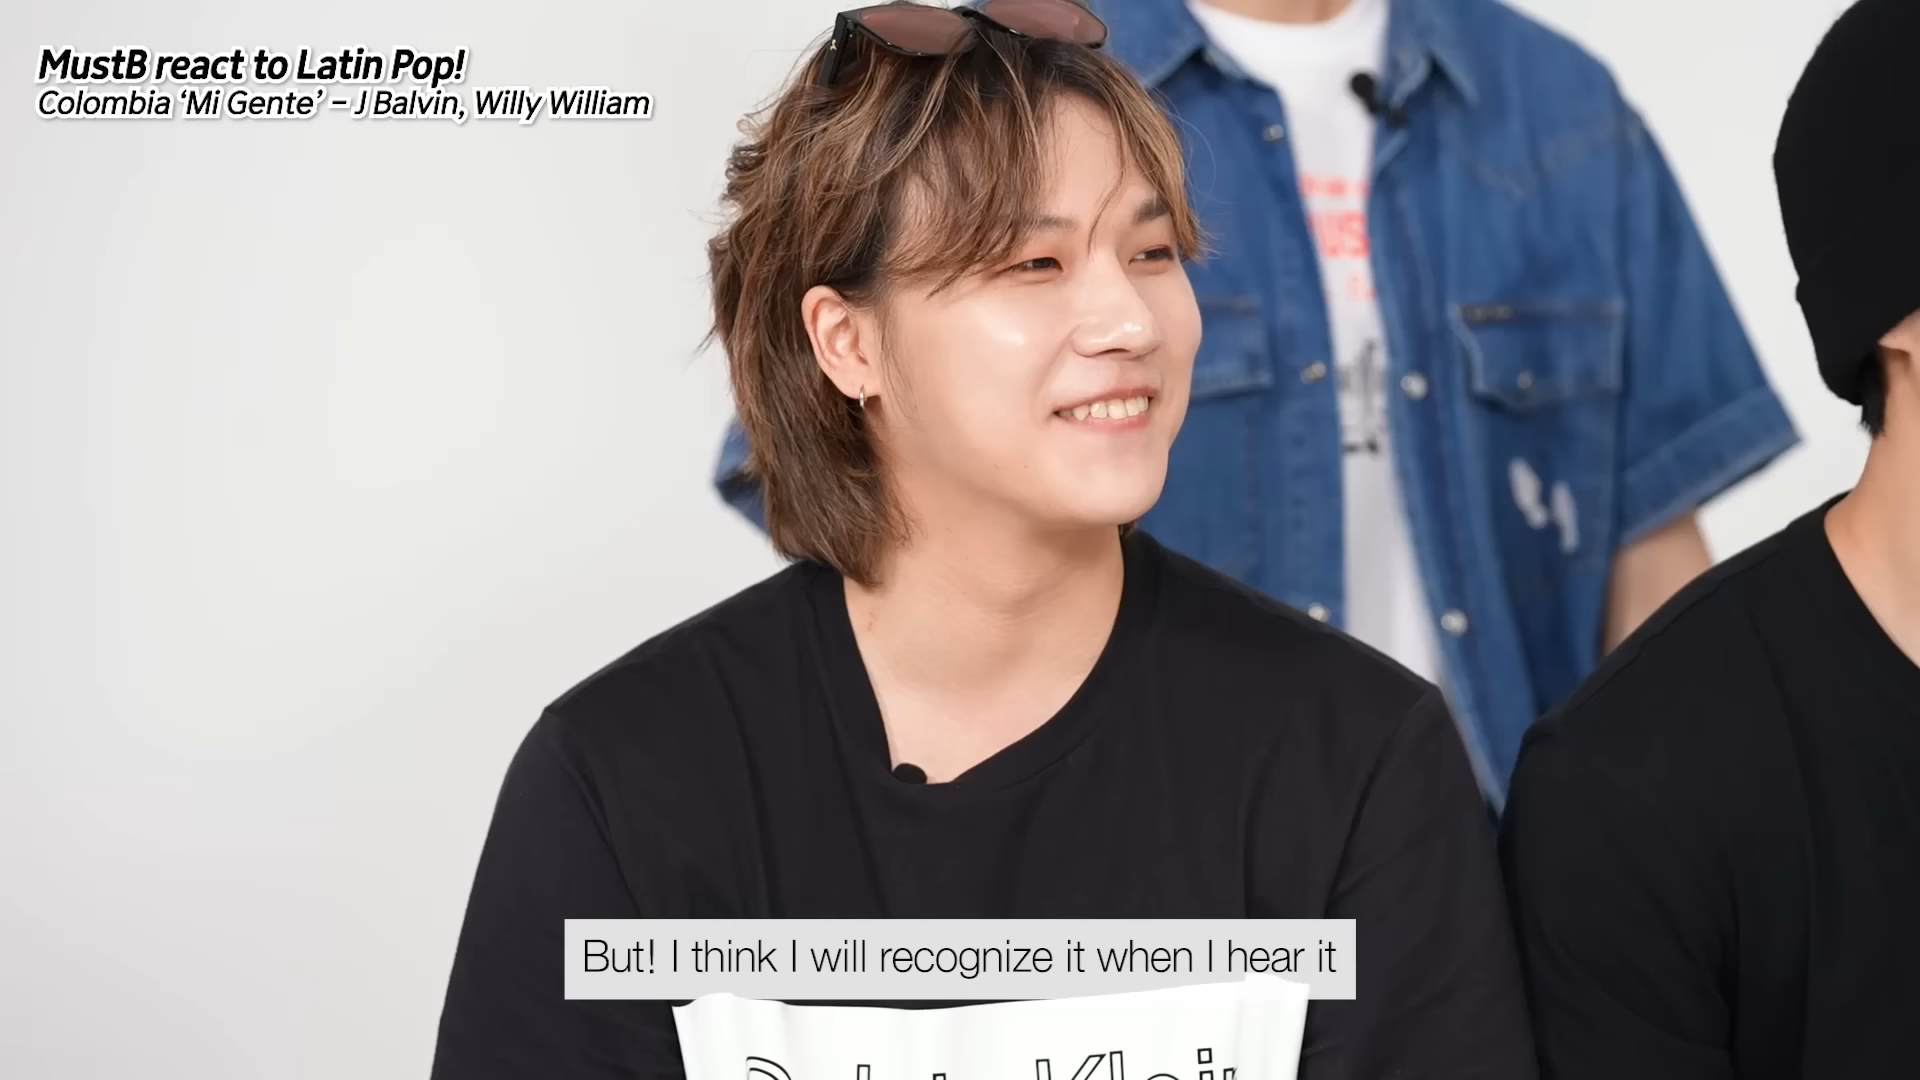 MustB react to Latin Pop!
Colombia ‘Mi Gente’ – J Balvin, Willy William
But! I think I will recognize it when I hear it